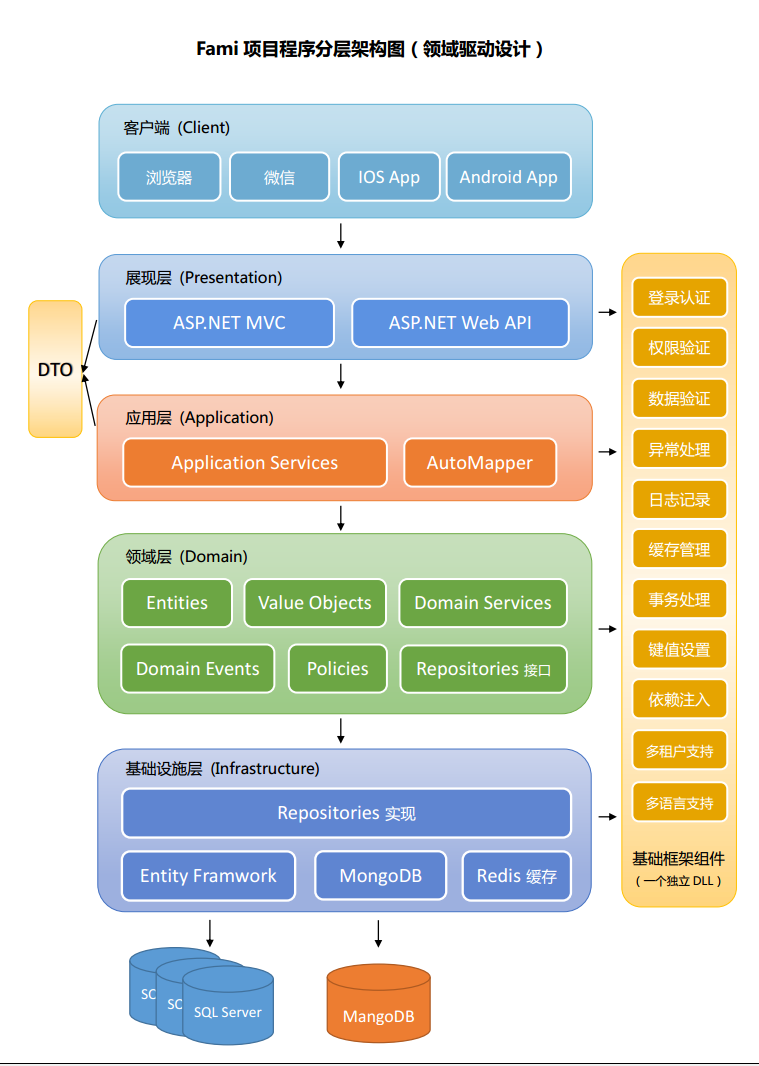 Fami 项目程序分层架构图（领域驱动设计）
客户端 (Client)
浏览器
微信
IOS App
Android App
展现层 (Presentation)
ASP.NET MVC
ASP.NET Web API
DTO
应用层 (Application)
Application Services
AutoMapper
领域层 (Domain)
Entities
Value Objects
Domain Services
Domain Events
Policies
Repositories 接口
基础设施层 (Infrastructure)
Repositories 实现
Entity Framwork
MongoDB
Redis 缓存
SC
SC
SQL Server
MangoDB
登录认证
权限验证
数据验证
异常处理
日志记录
缓存管理
事务处理
键值设置
依赖注入
多租户支持
多语言支持
基础框架组件
（一个独立 DLL）